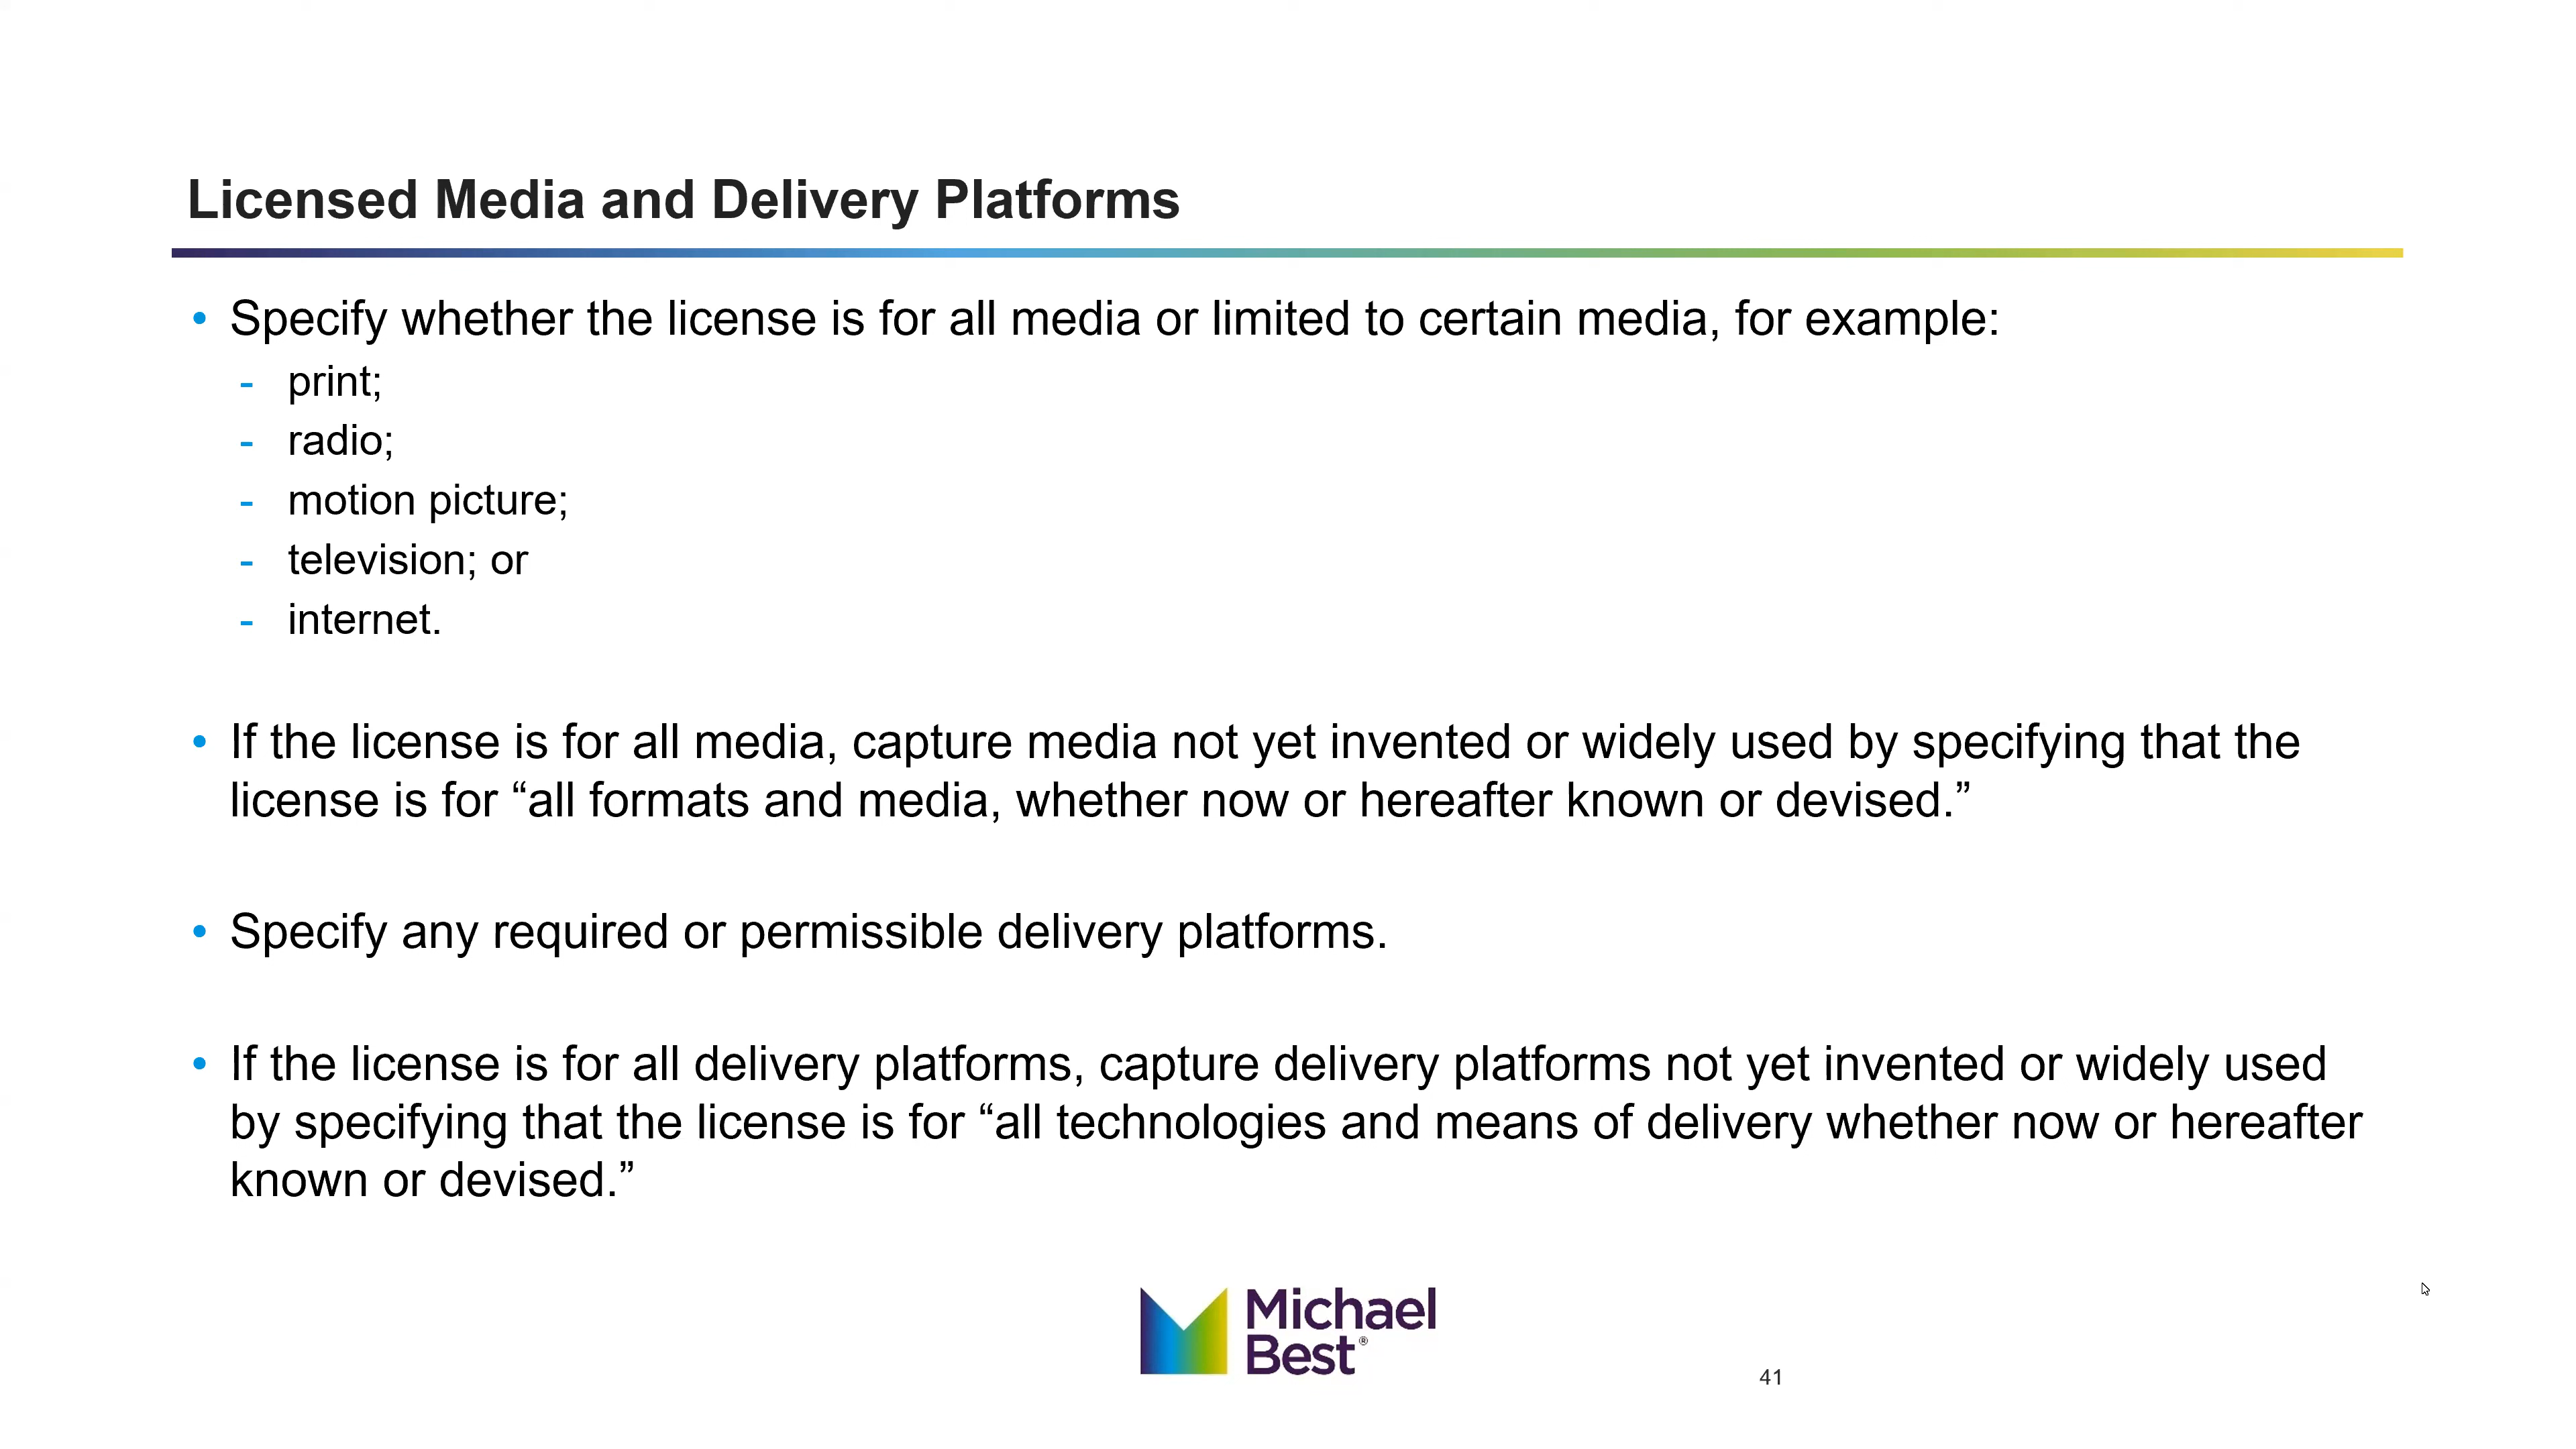 Licensed Media and Delivery Platforms
• Specify whether the license is for all media or limited to certain media, for example:
- print;
- radio;
- motion picture;
- television; or
- internet.
• If the license is for all media, capture media not yet invented or widely used by specifying that the
license is for “all formats and media, whether now or hereafter known or devised.”
• Specify any required or permissible delivery platforms.
• If the license is for all delivery platforms, capture delivery platforms not yet invented or widely used
by specifying that the license is for “all technologies and means of delivery whether now or hereafter
known or devised.”
Michael
Best®
41